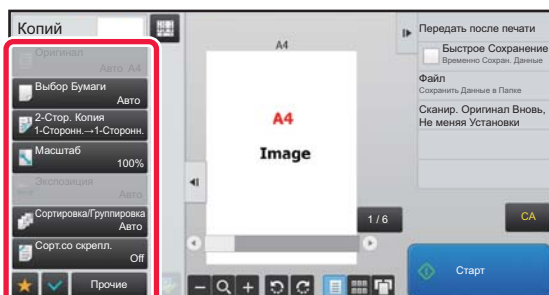 Копий
Оригинал
Авто A4
Выбор Бумаги
Авто
2-Стор. Копия
1-Сторонн.→1-Сторонн.
Масштаб
100%
Экспозиция
Авто
Сортировка/Группировка
Авто
Сорт.со скрепл.
Off
Прочие
A4
A4
Image
1 / 6
Передать после печати
Быстрое Сохранение
Временно Сохран. Данные
Файл
Сохранить Данные в Папке
Сканир. Оригинал Вновь,
Не меняя Установки
CA
Старт